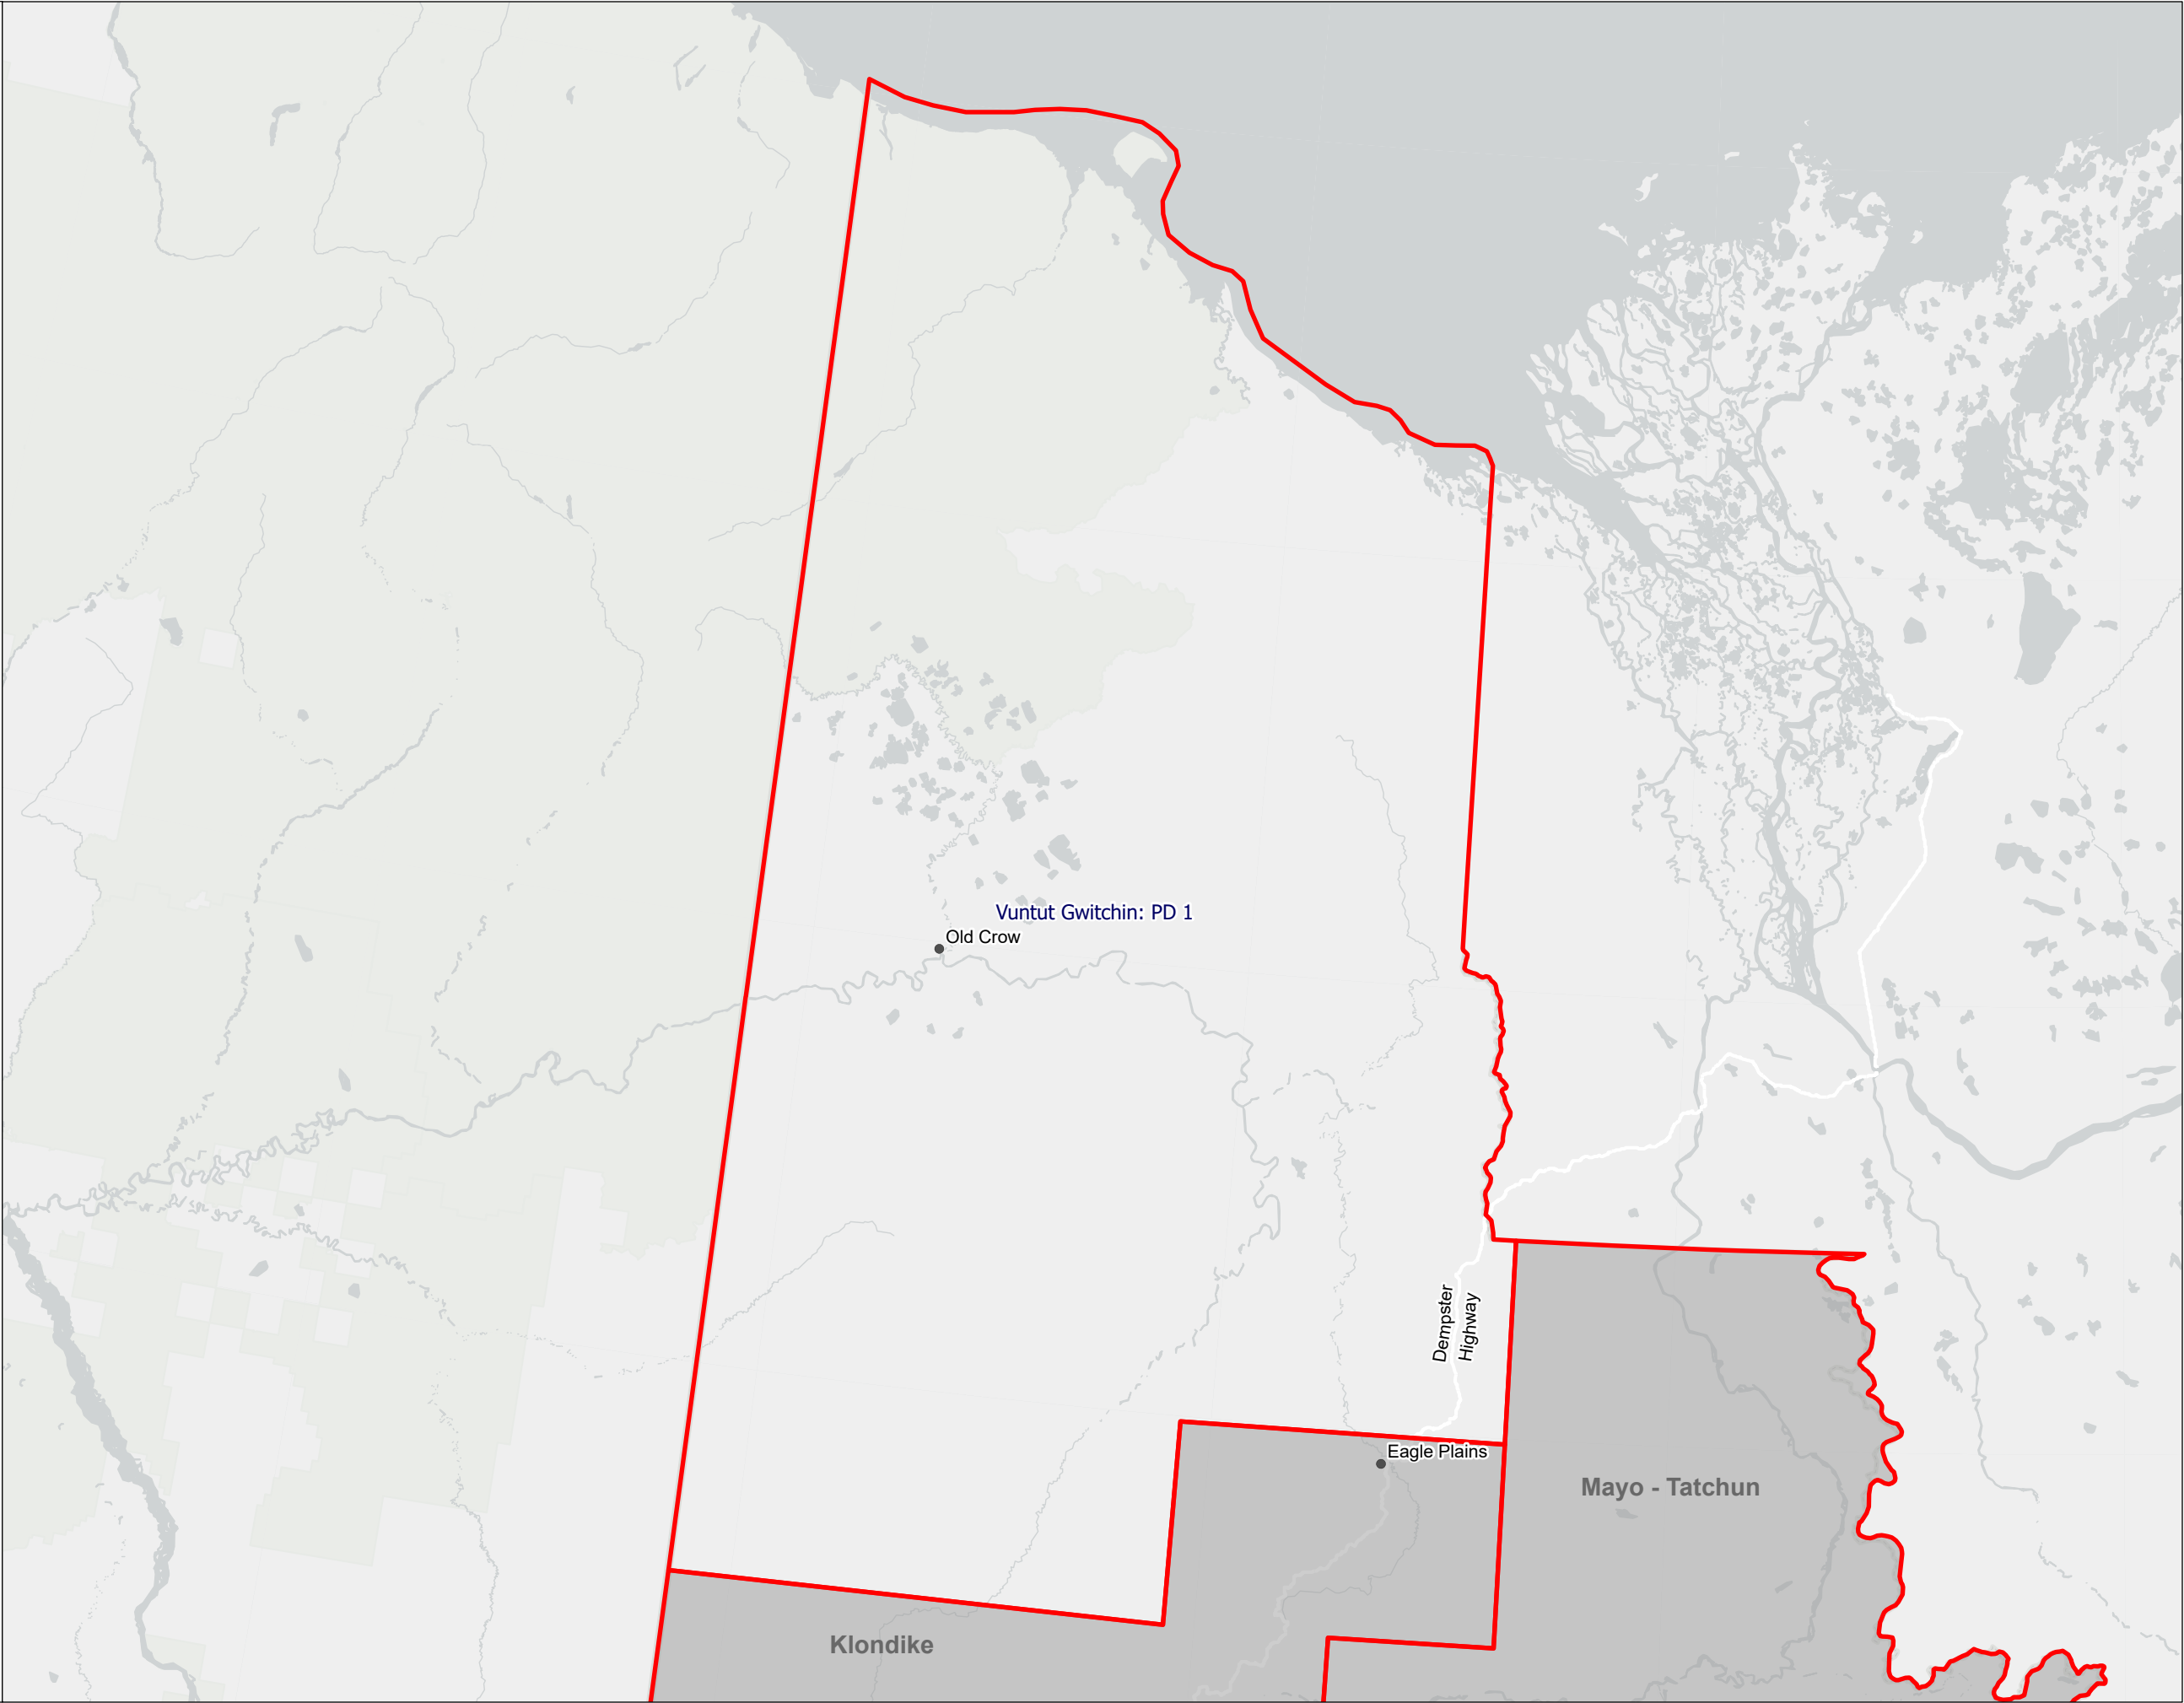 Vuntut Gwitchin: PD 1
Old Crow
Dempster
Highway
Eagle Plains
Mayo - Tatchun
Klondike